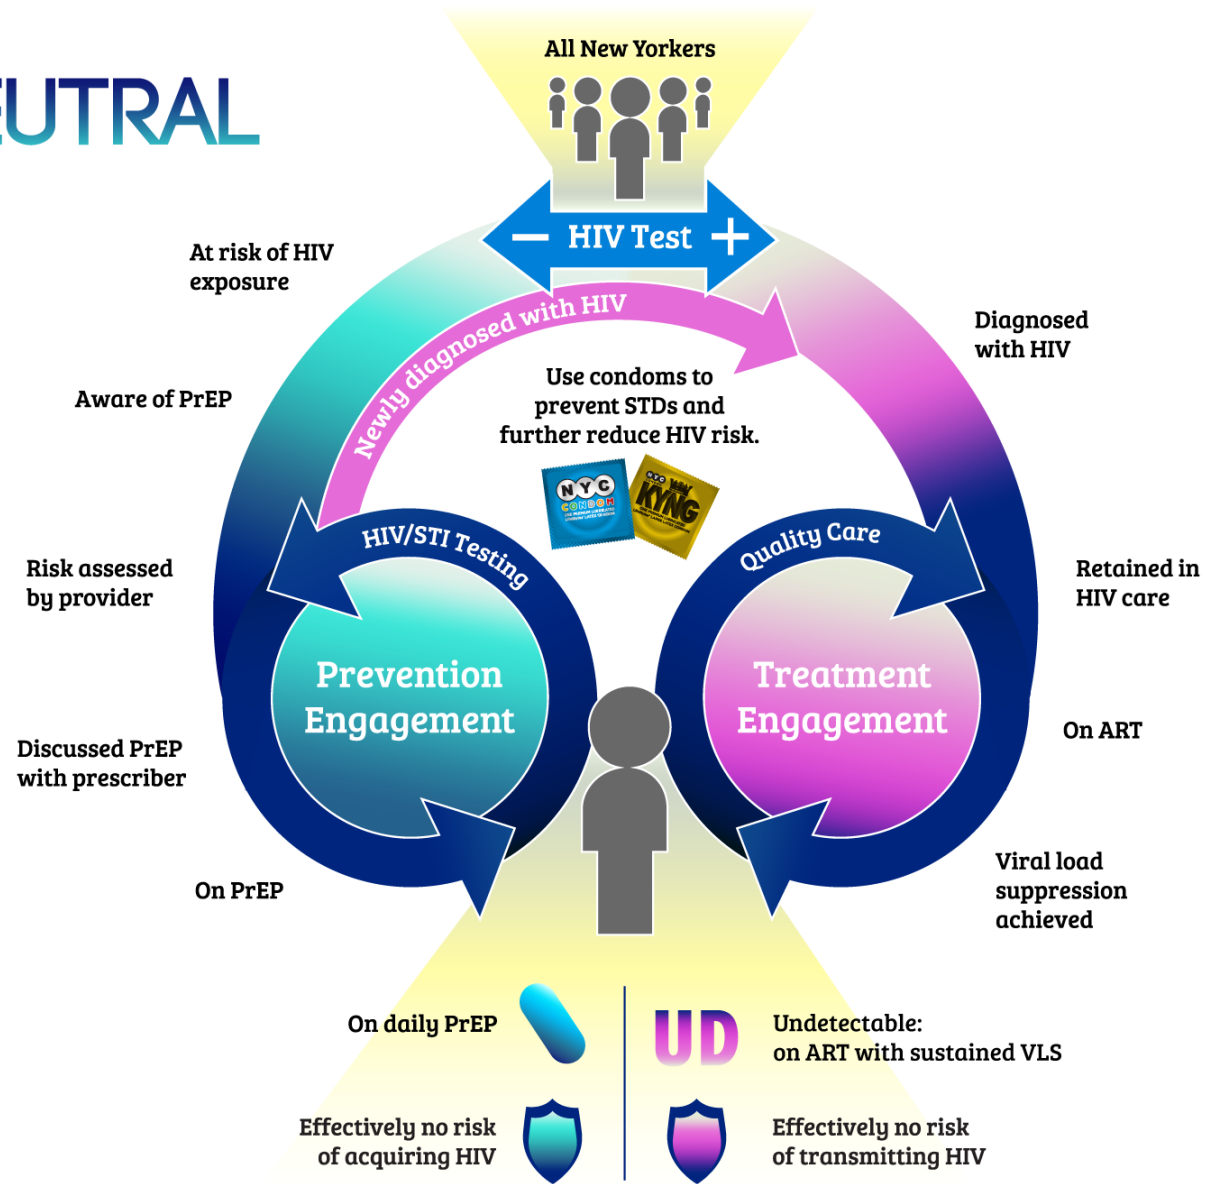 All New Yorkers
EUTRAL
− HIV Test +
At risk of HIV
exposure
Newly diagnosed with HIV
Diagnosed
with HIV
Aware of PrEP
Use condoms to
prevent STDs and
further reduce HIV risk.
NYC
CONDOM
NYC
KYNG
HIV/STI Testing
Quality Care
Risk assessed
by provider
Retained in
HIV care
Prevention
Engagement
Treatment
Engagement
Discussed PrEP
with prescriber
On ART
On PrEP
Viral load
suppression
achieved
On daily PrEP
UD
Undetectable:
on ART with sustained VLS
Effectively no risk
of acquiring HIV
Effectively no risk
of transmitting HIV